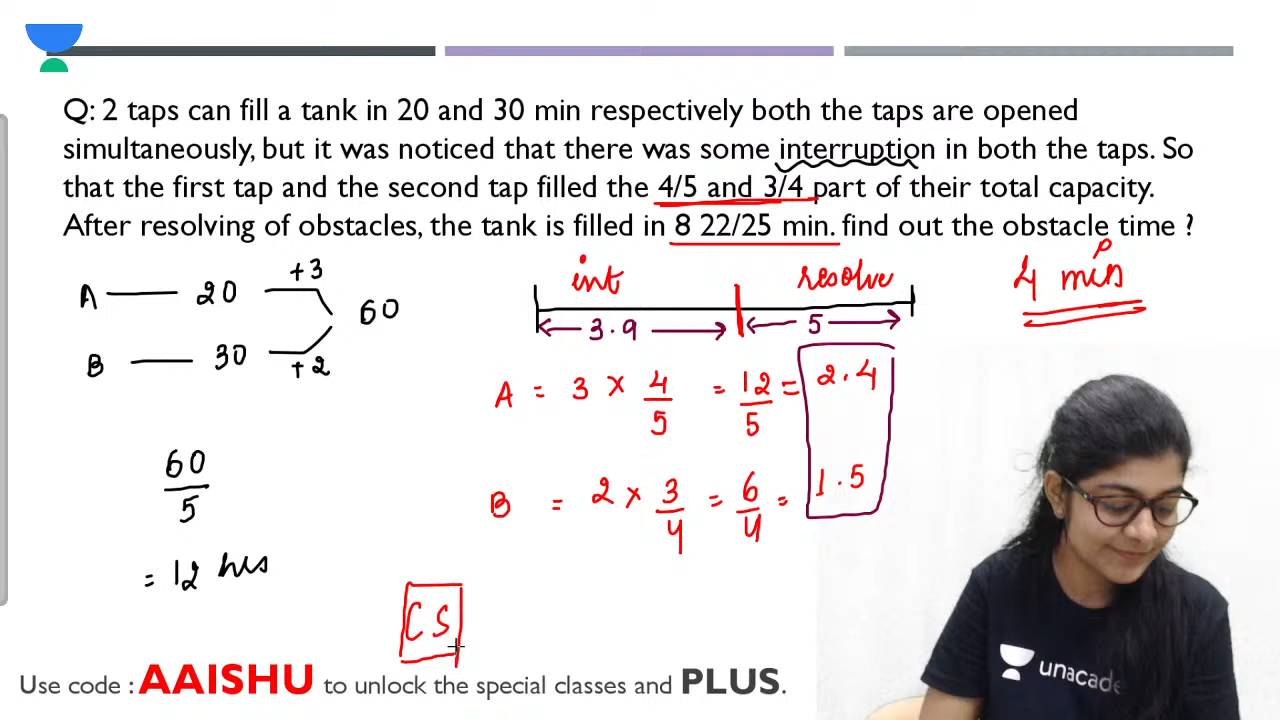 Q: 2 taps can fill a tank in 20 and 30 min respectively both the taps are opened
simultaneously, but it was noticed that there was some interruption in both the taps. So
that the first tap and the second tap filled the 4/5 and 3/4 part of their total capacity.
After resolving of obstacles, the tank is filled in 8 22/25 min. find out the obstacle time ?
A — 20 +3
60
B — 30 +2
60/5
= 12 hrs
int resolve
3.9 5
4 min
A = 3 × 4/5 = 12/5 = 2.4
B = 2 × 3/4 = 6/4 = 1.5
CS
unacade
Use code : AAISHU to unlock the special classes and PLUS.